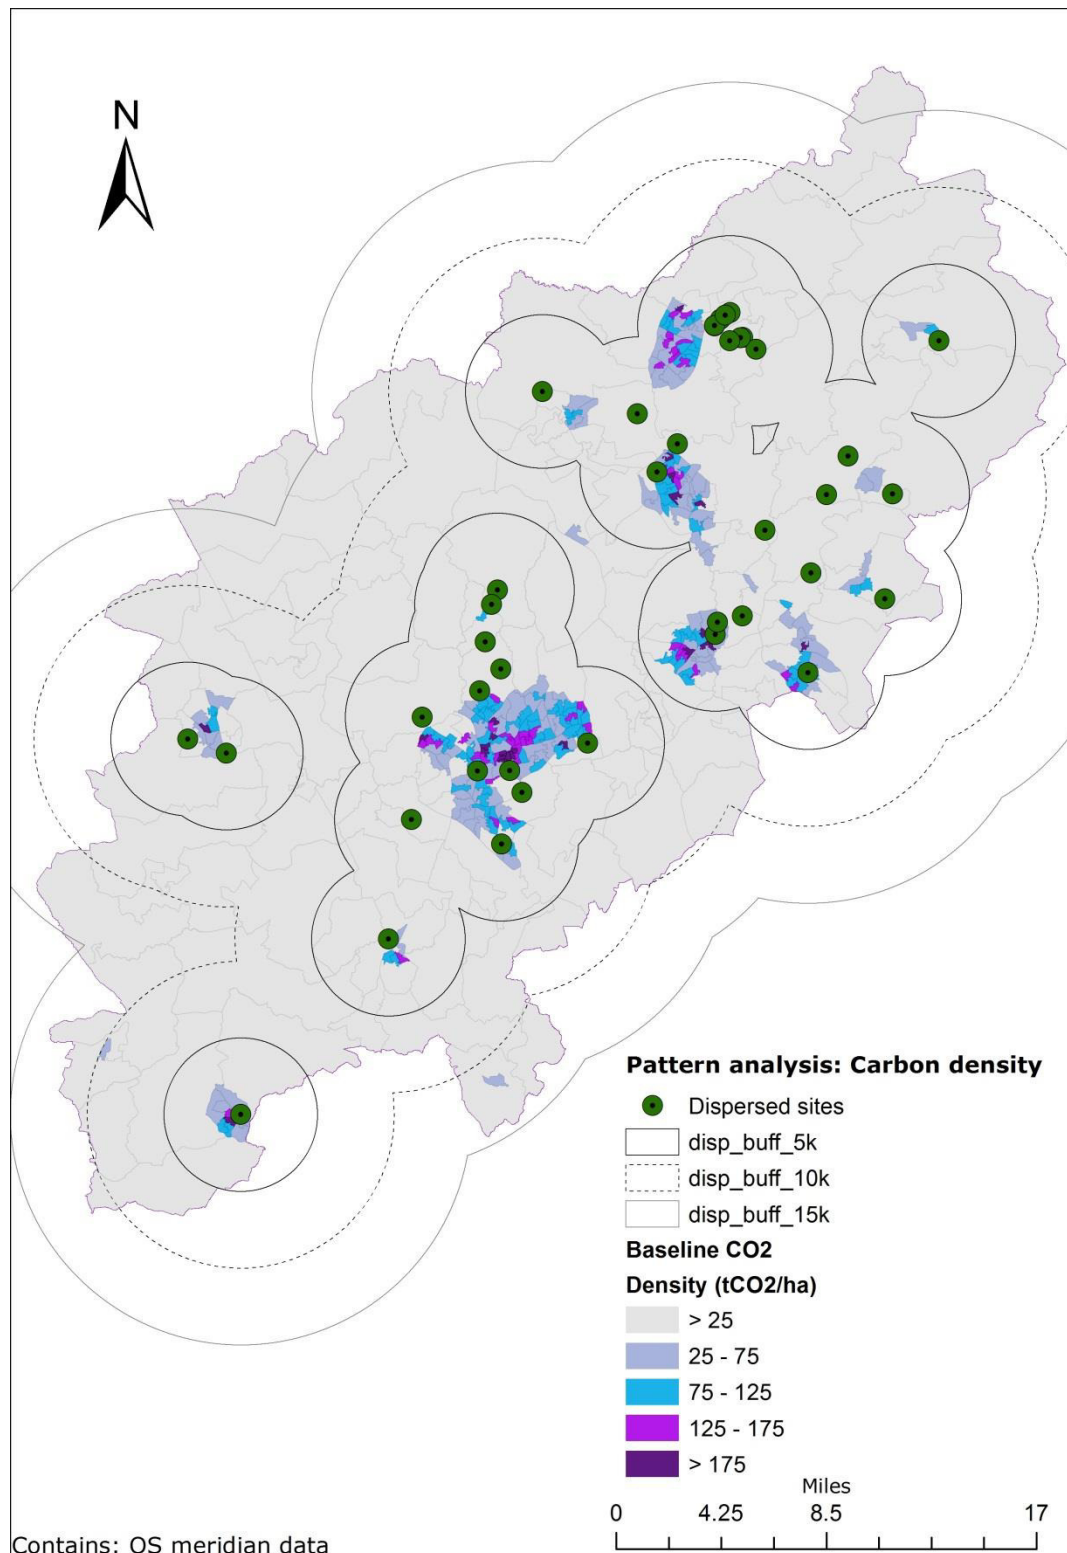 N
Pattern analysis: Carbon density
Dispersed sites
disp_buff_5k
disp_buff_10k
disp_buff_15k
Baseline CO2
Density (tCO2/ha)
> 25
25 - 75
75 - 125
125 - 175
> 175
Miles
0 4.25 8.5 17
Contains: OS meridian data